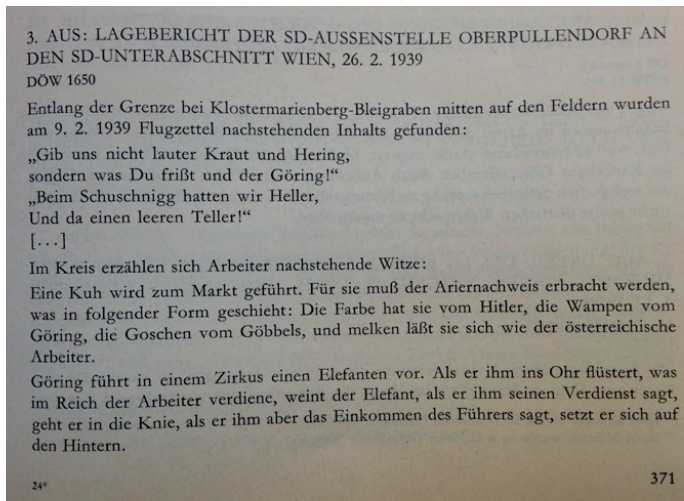 3. AUS: LAGEBERICHT DER SD-AUSSENSTELLE OBERPULLENDORF AN
DEN SD-UNTERABSCHNITT WIEN, 26. 2. 1939
DÖW 1650
Entlang der Grenze bei Klostermarienberg-Bleigraben mitten auf den Feldern wurden
am 9. 2. 1939 Flugzettel nachstehenden Inhalts gefunden:
„Gib uns nicht lauter Kraut und Hering,
sondern was Du frißt und der Göring!“
„Beim Schuschnigg hatten wir Heller,
Und da einen leeren Teller!“
[...]
Im Kreis erzählen sich Arbeiter nachstehende Witze:
Eine Kuh wird zum Markt geführt. Für sie muß der Ariernachweis erbracht werden,
was in folgender Form geschieht: Die Farbe hat sie vom Hitler, die Wampen vom
Göring, die Goschen vom Göbbels, und melken läßt sie sich wie der österreichische
Arbeiter.
Göring führt in einem Zirkus einen Elefanten vor. Als er ihm ins Ohr flüstert, was
im Reich der Arbeiter verdiene, weint der Elefant, als er ihm seinen Verdienst sagt,
geht er in die Knie, als er ihm aber das Einkommen des Führers sagt, setzt er sich auf
den Hintern.
24*
371